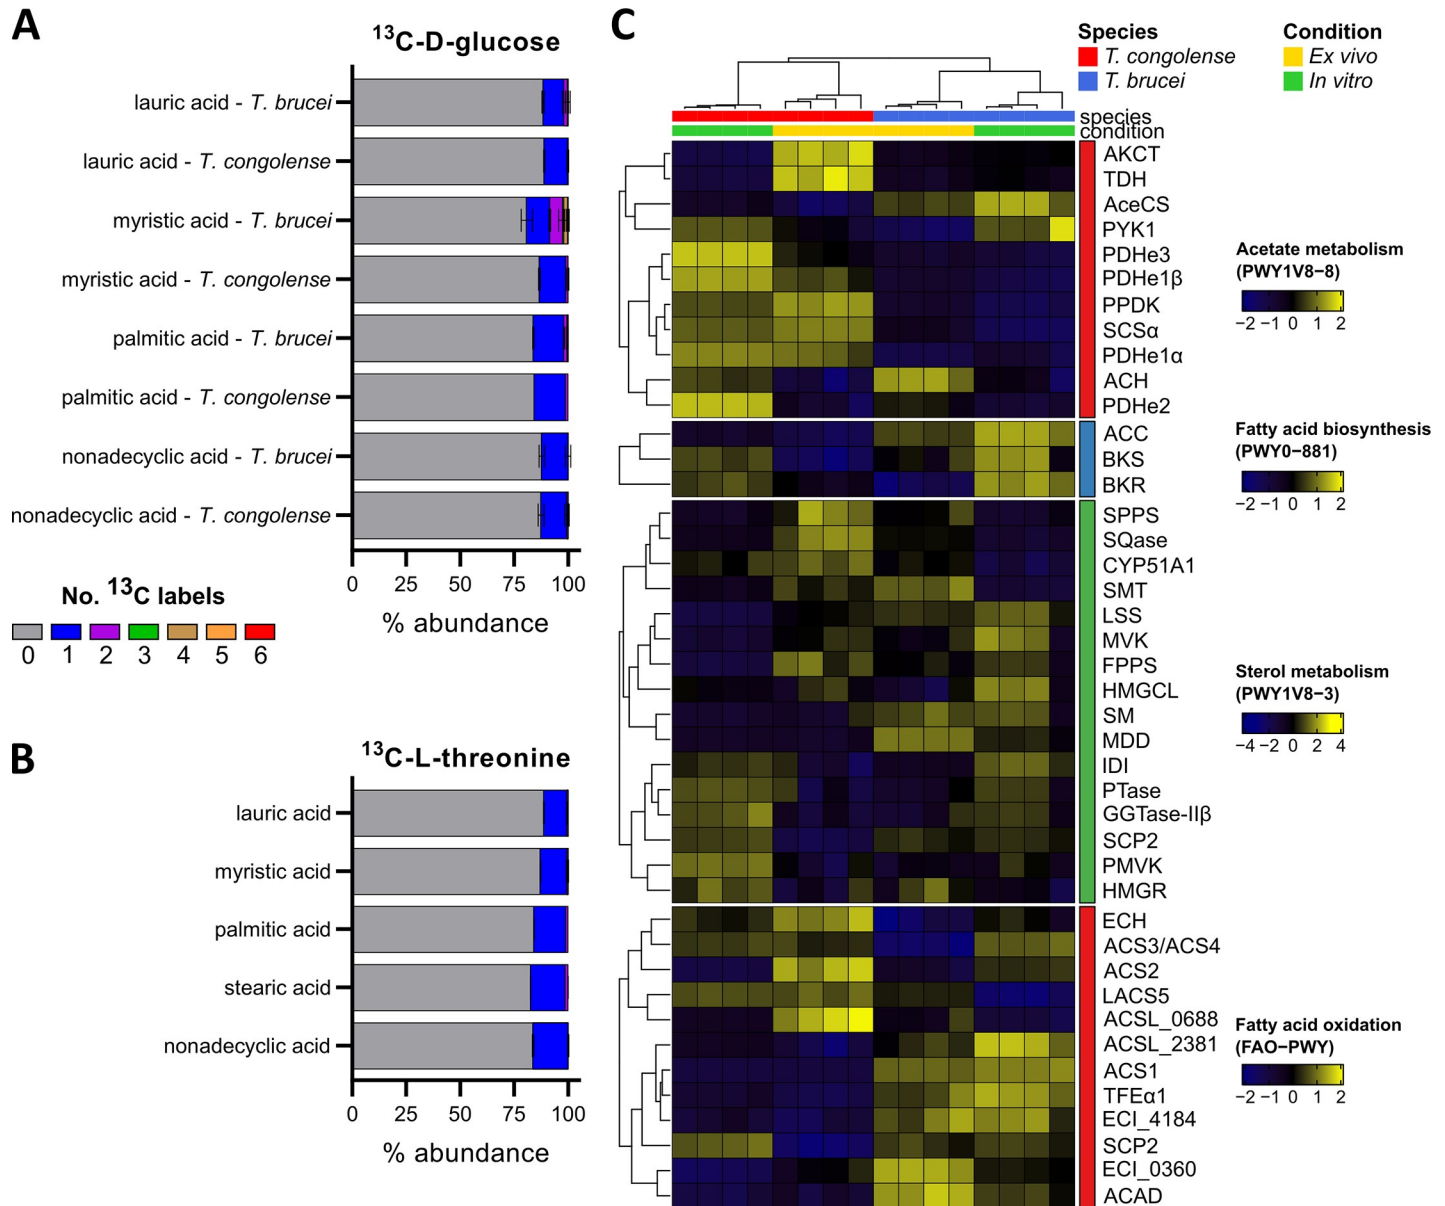 A
13C-D-glucose
lauric acid - T. brucei
lauric acid - T. congolense
myristic acid - T. brucei
myristic acid - T. congolense
palmitic acid - T. brucei
palmitic acid - T. congolense
nonadecyclic acid - T. brucei
nonadecyclic acid - T. congolense
0 25 50 75 100
% abundance
No. 13C labels
0 1 2 3 4 5 6
B
13C-L-threonine
lauric acid
myristic acid
palmitic acid
stearic acid
nonadecyclic acid
0 25 50 75 100
% abundance
C
Species
T. congolense
T. brucei
Condition
Ex vivo
In vitro
species
condition
AKCT
TDH
AceCS
PYK1
PDHe3
PDHe1β
PPDK
SCSα
PDHe1α
ACH
PDHe2
ACC
BKS
BKR
SPPS
SQase
CYP51A1
SMT
LSS
MVK
FPPS
HMGCL
SM
MDD
IDI
PTase
GGTase-IIβ
SCP2
PMVK
HMGR
ECH
ACS3/ACS4
ACS2
LACS5
ACSL_0688
ACSL_2381
ACS1
TFEα1
ECI_4184
SCP2
ECI_0360
ACAD
Acetate metabolism
(PWY1V8−8)
−2 −1 0 1 2
Fatty acid biosynthesis
(PWY0−881)
−2 −1 0 1 2
Sterol metabolism
(PWY1V8−3)
−4 −2 0 2 4
Fatty acid oxidation
(FAO−PWY)
−2 −1 0 1 2